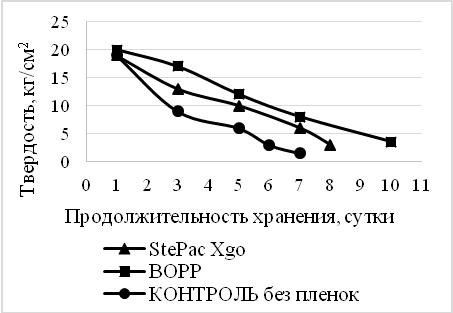 Твердость, кг/см²
25
20
15
10
5
0
0 1 2 3 4 5 6 7 8 9 10 11
Продолжительность хранения, сутки
StePac Xgo
BOPP
КОНТРОЛЬ без пленок